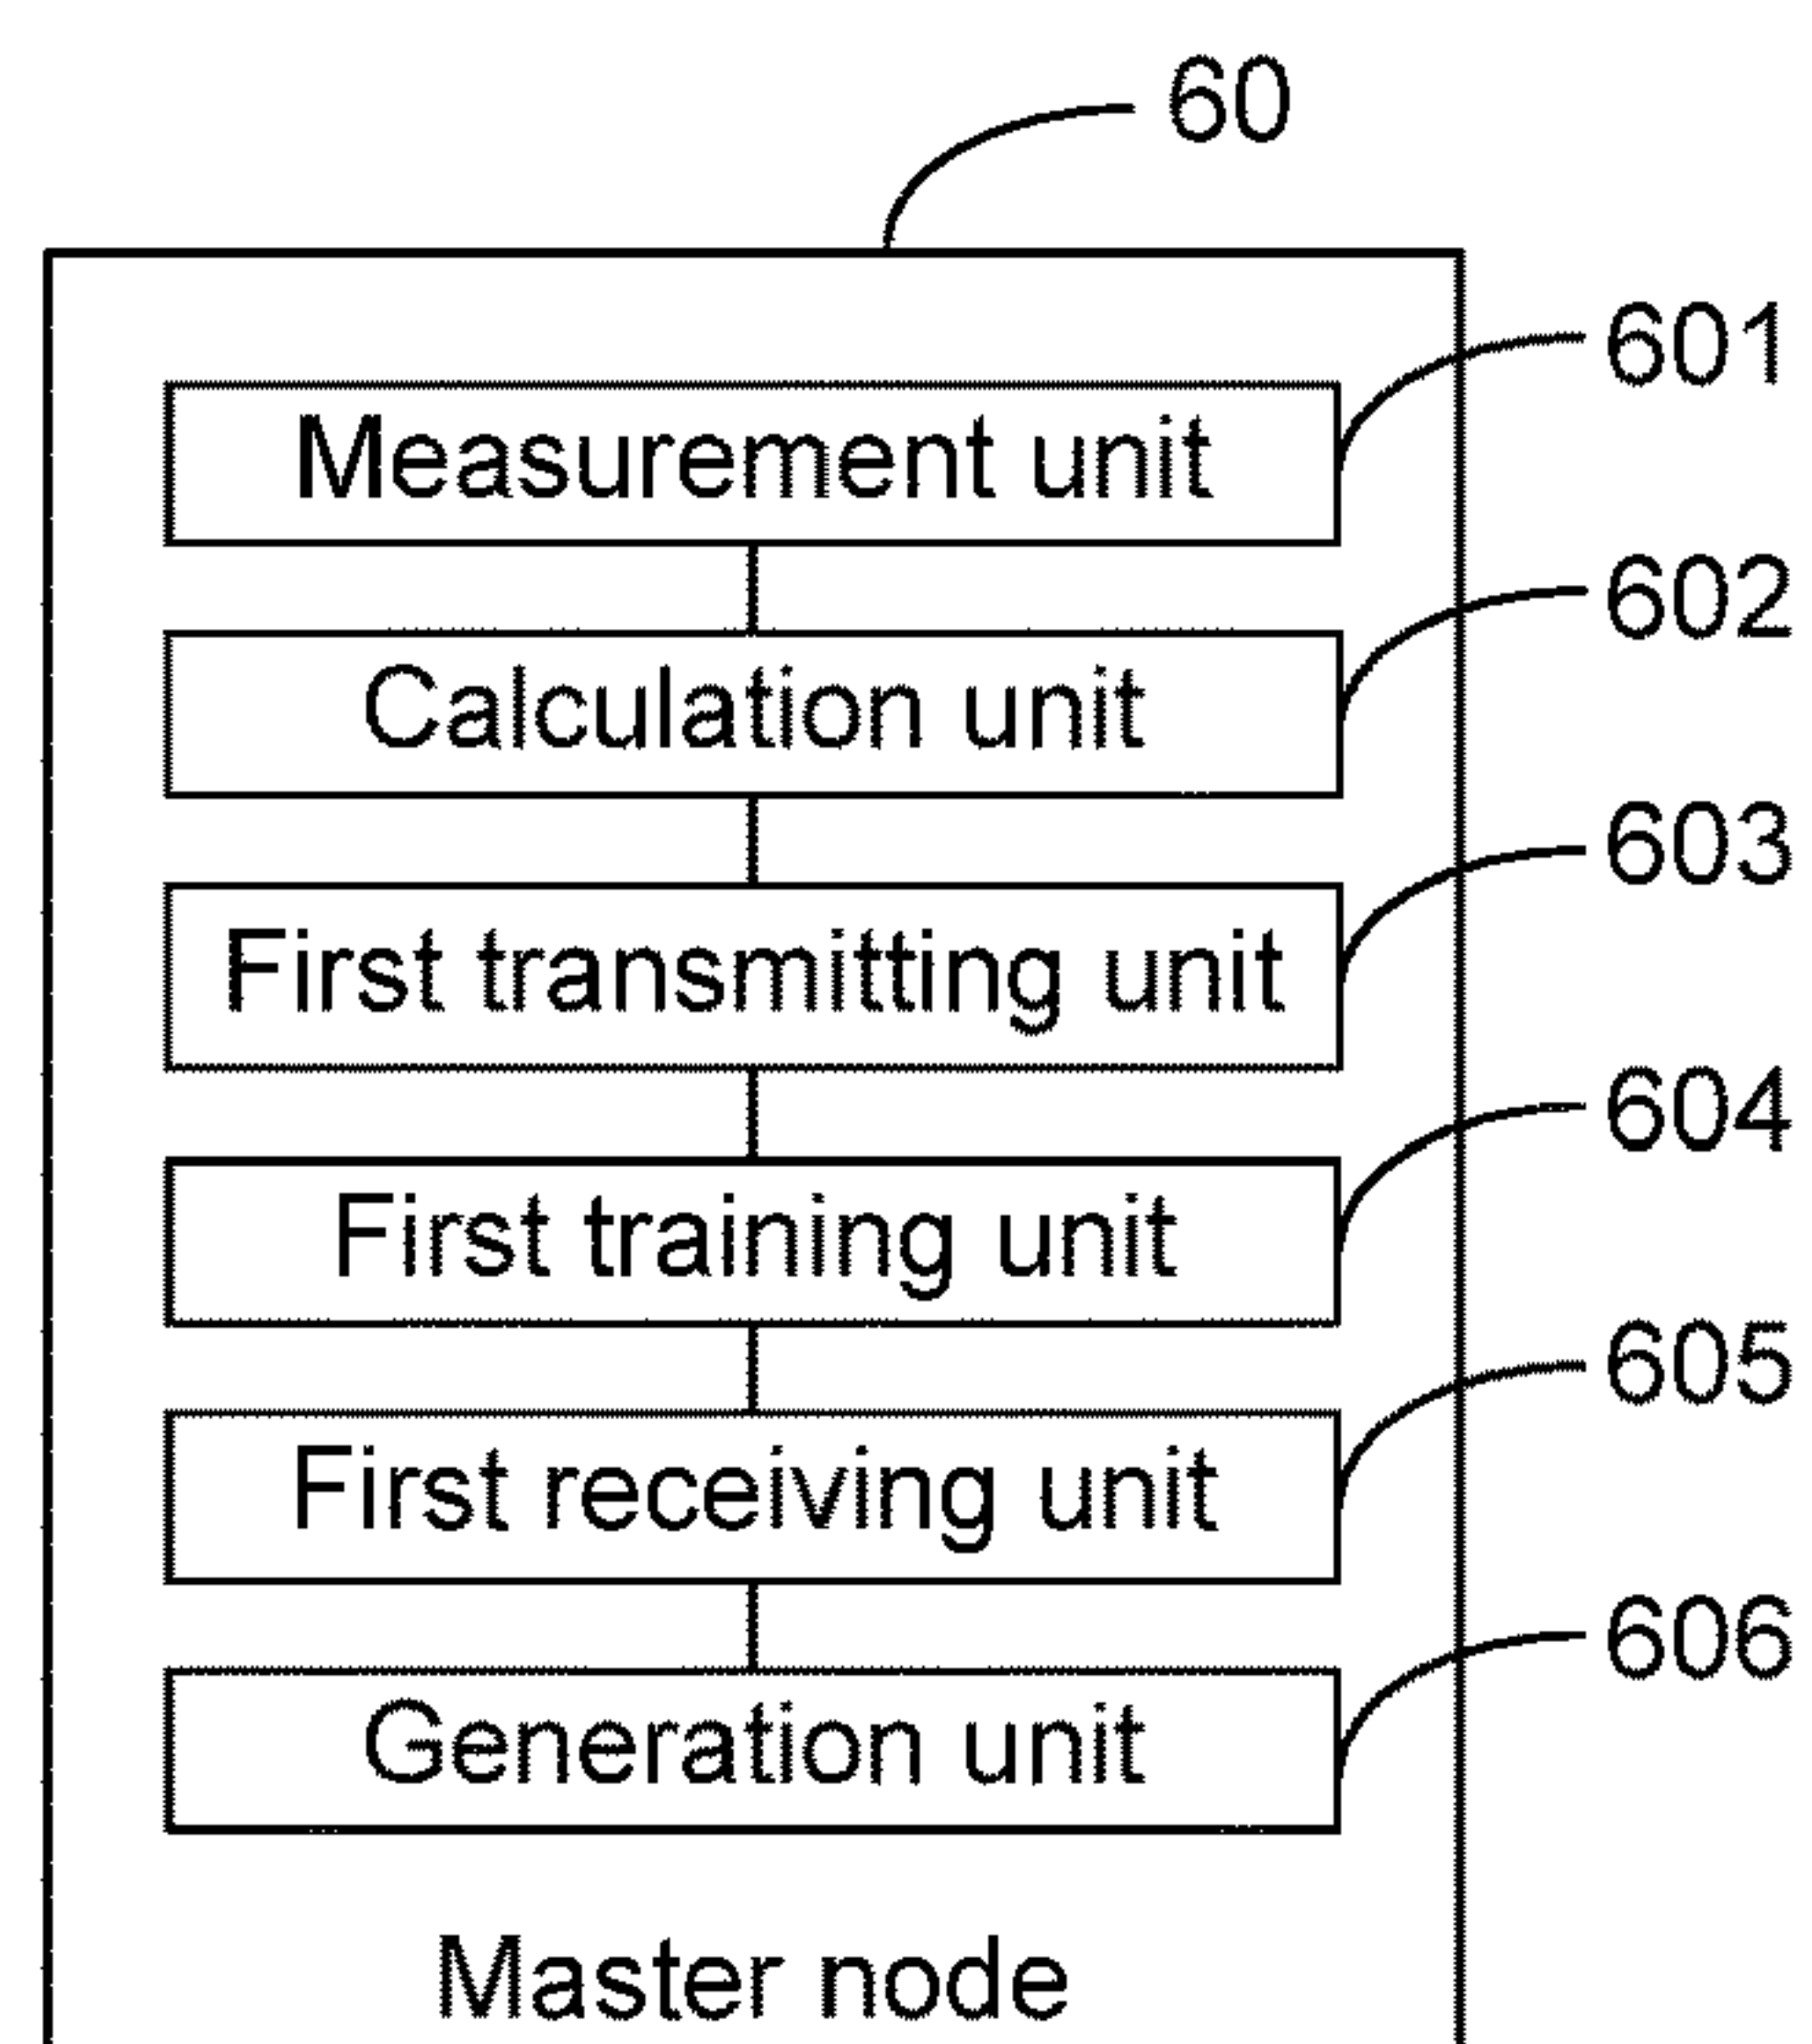 60
601
Measurement unit
602
Calculation unit
603
First transmitting unit
604
First training unit
605
First receiving unit
606
Generation unit
Master node